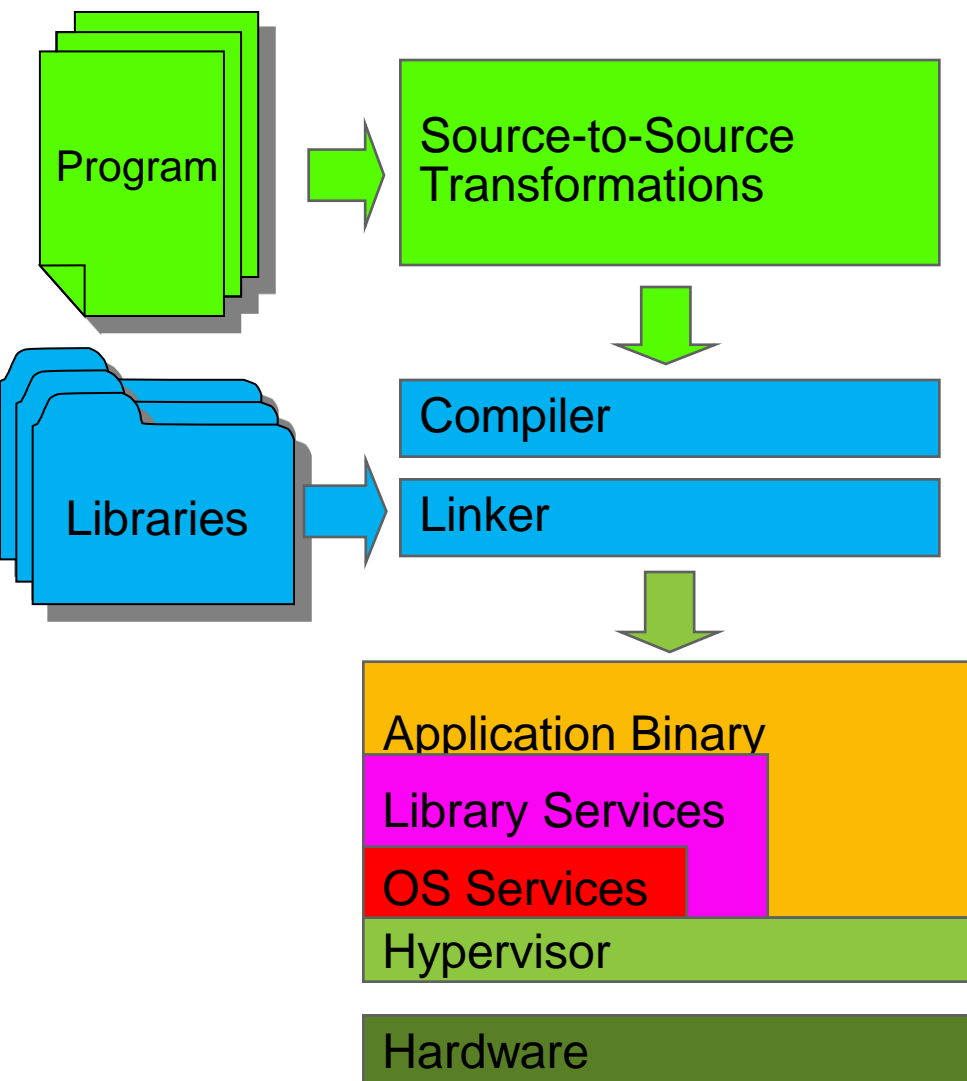 Program
Source-to-Source
Transformations
Compiler
Libraries
Linker
Application Binary
Library Services
OS Services
Hypervisor
Hardware